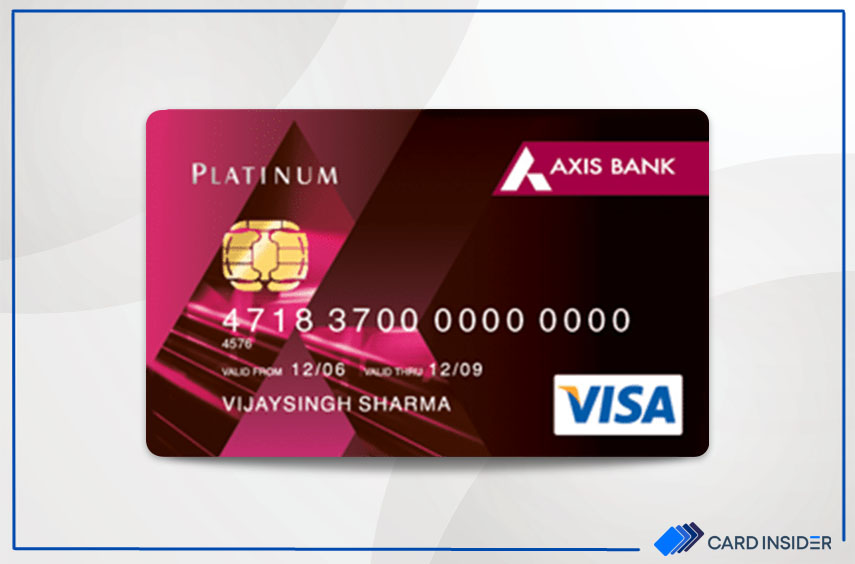 PLATINUM
AXIS BANK
4718 3700 0000 0000
4576
VALID FROM 12/06 VALID THRU 12/09
VIJAYSINGH SHARMA
VISA
CARD INSIDER